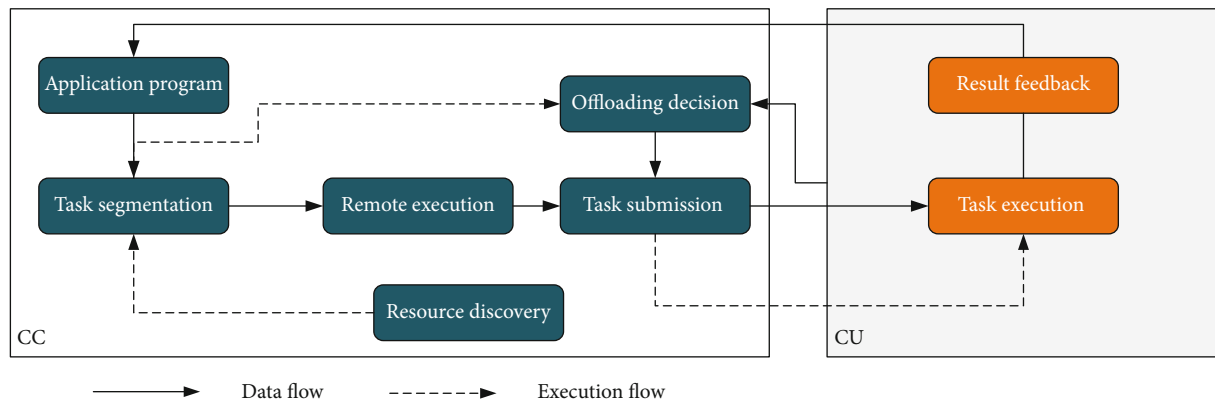 Application program
Offloading decision
Result feedback
Task segmentation
Remote execution
Task submission
Task execution
Resource discovery
CC
CU
Data flow
Execution flow